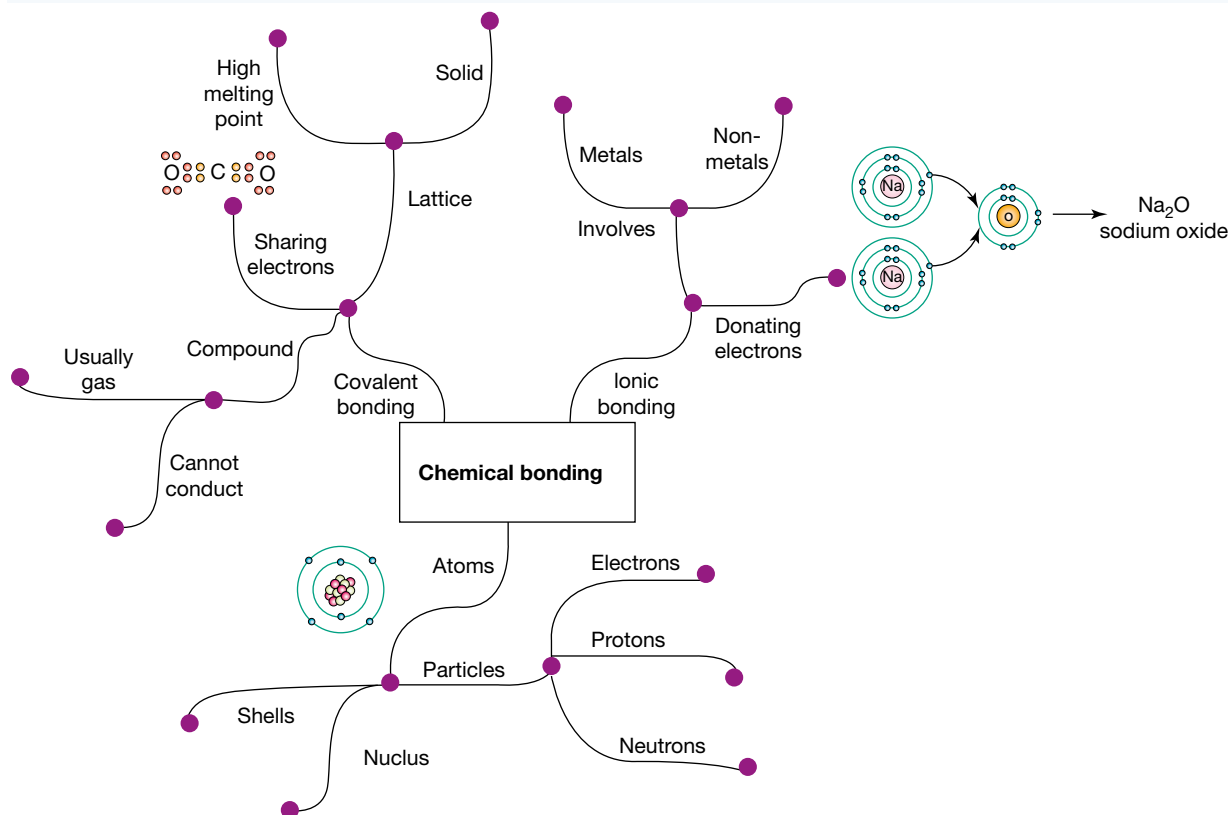 High
melting
point
Solid
O C O
Lattice
Sharing
electrons
Compound
Usually
gas
Cannot
conduct
Covalent
bonding
Metals
Non-
metals
Involves
Donating
electrons
Ionic
bonding
Na
Na
O
Na₂O
sodium oxide
Chemical bonding
Atoms
Electrons
Protons
Particles
Neutrons
Shells
Nuclus